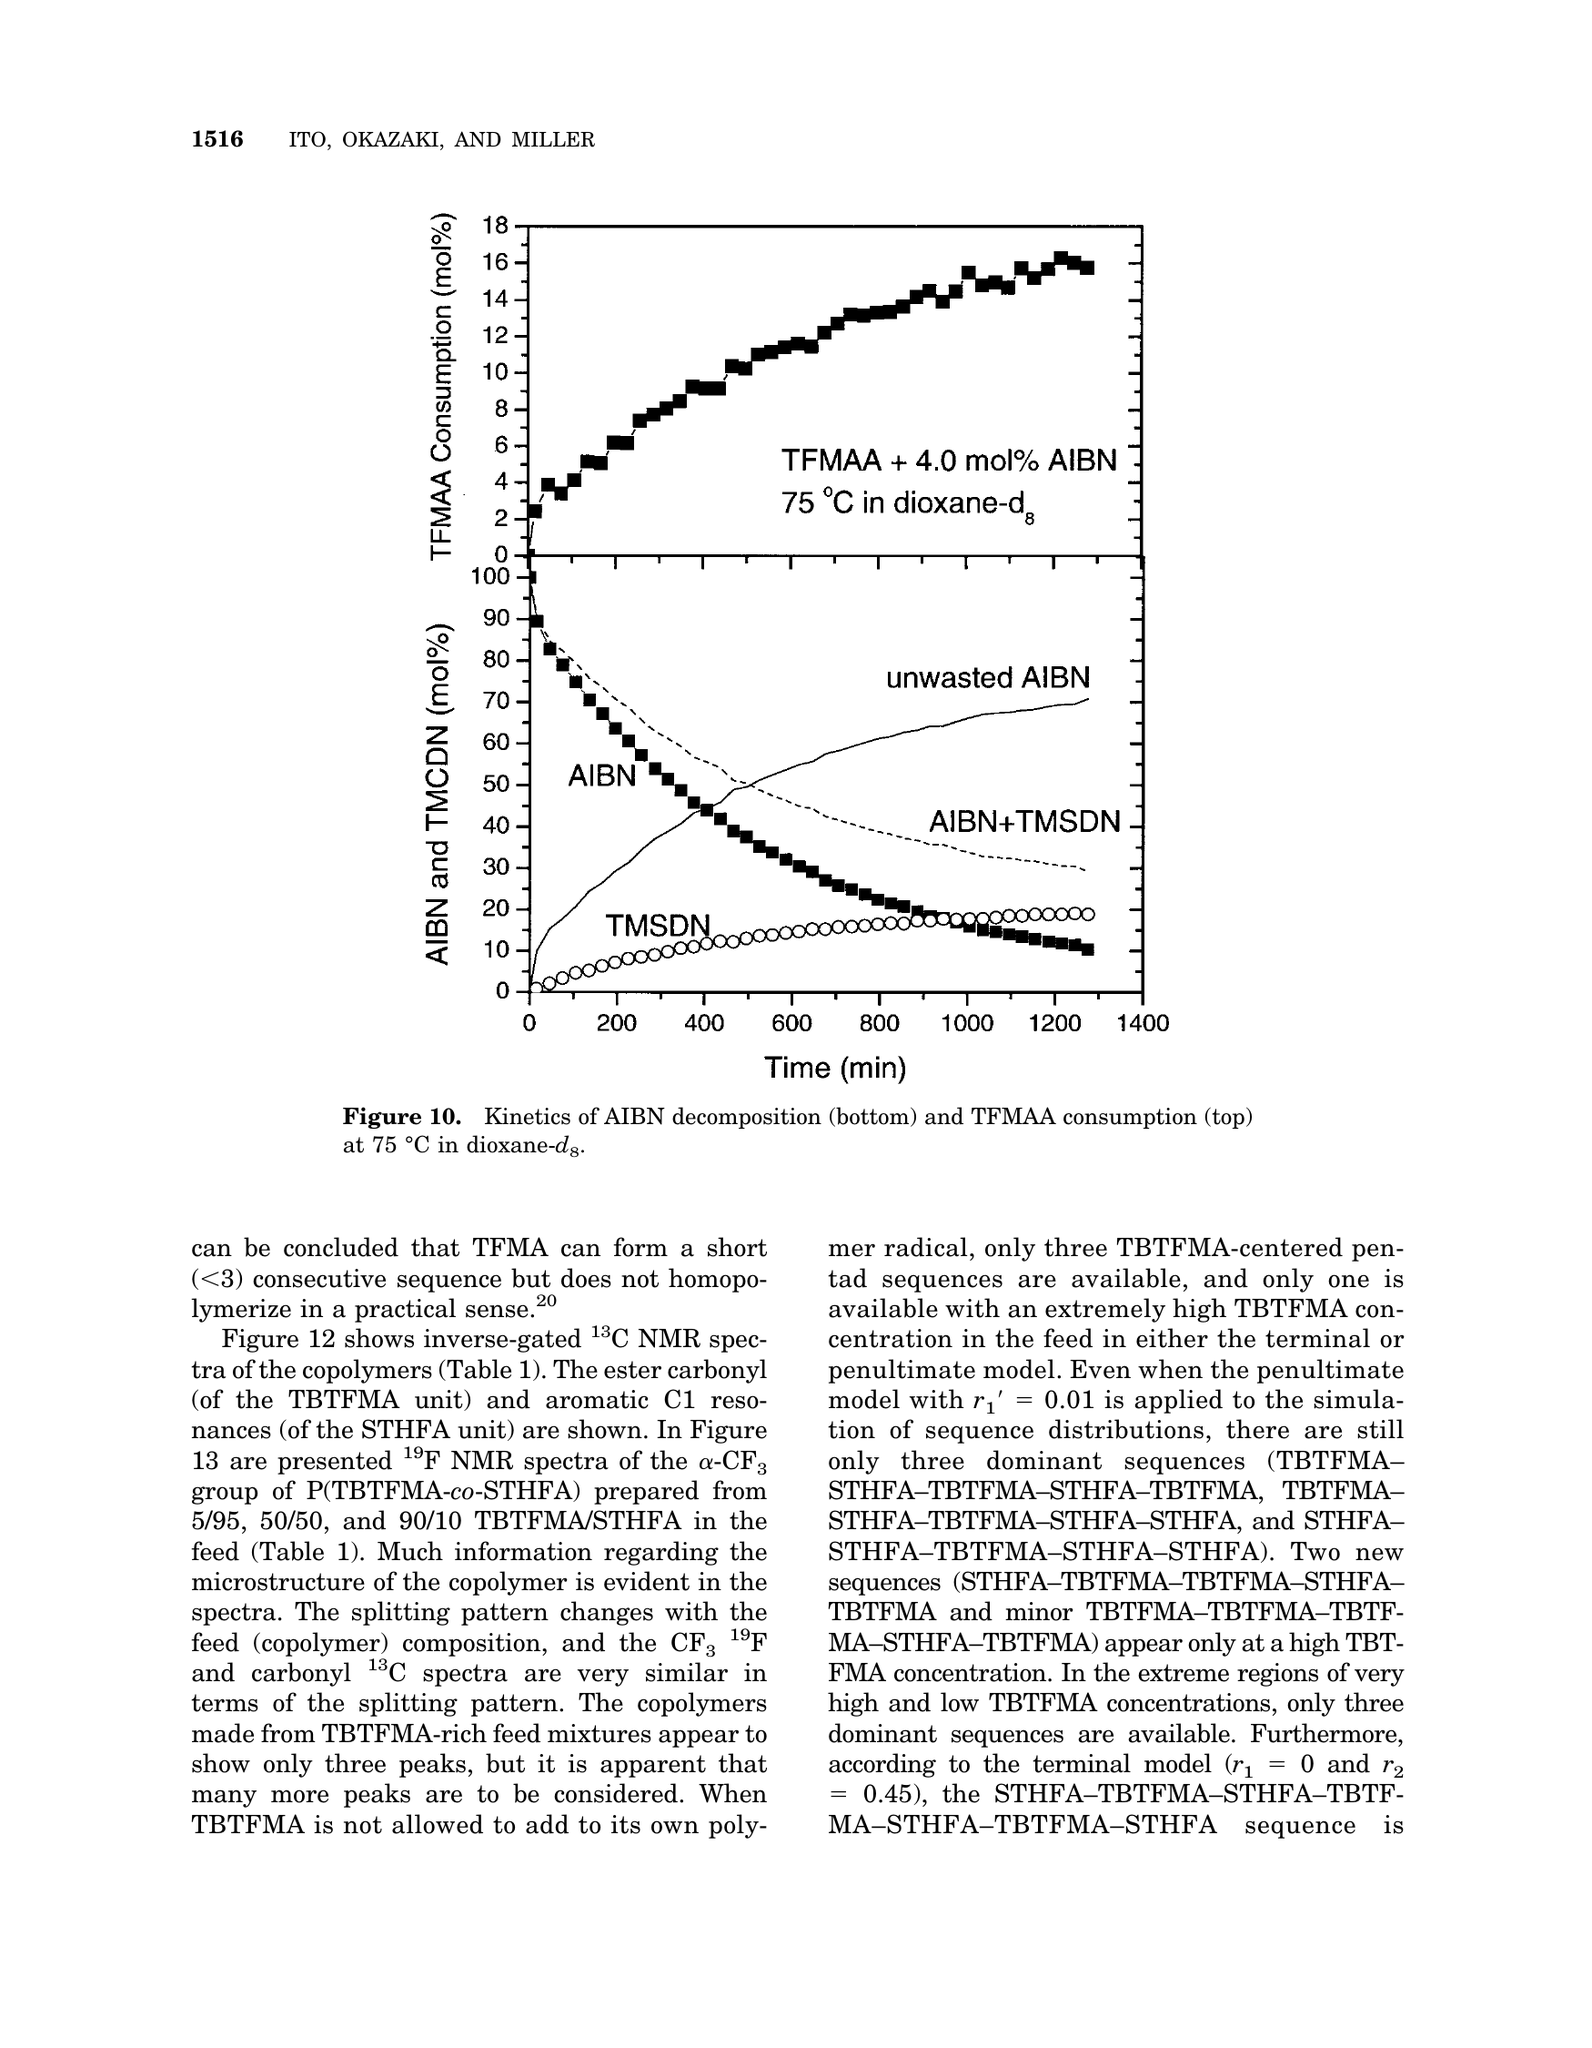 1516 ITO, OKAZAKI, AND MILLER
TFMAA Consumption (mol%)
18
16
14
12
10
8
6
4
2
0
TFMAA + 4.0 mol% AIBN
75 °C in dioxane-d8
AIBN and TMCDN (mol%)
100
90
80
70
60
50
40
30
20
10
0
unwasted AIBN
AIBN
AIBN+TMSDN
TMSDN
0 200 400 600 800 1000 1200 1400
Time (min)
Figure 10. Kinetics of AIBN decomposition (bottom) and TFMAA consumption (top)
at 75 °C in dioxane-d8.
can be concluded that TFMA can form a short
(<3) consecutive sequence but does not homopo-
lymerize in a practical sense.20
Figure 12 shows inverse-gated 13C NMR spec-
tra of the copolymers (Table 1). The ester carbonyl
(of the TBTFMA unit) and aromatic C1 reso-
nances (of the STHFA unit) are shown. In Figure
13 are presented 19F NMR spectra of the α-CF3
group of P(TBTFMA-co-STHFA) prepared from
5/95, 50/50, and 90/10 TBTFMA/STHFA in the
feed (Table 1). Much information regarding the
microstructure of the copolymer is evident in the
spectra. The splitting pattern changes with the
feed (copolymer) composition, and the CF3 19F
and carbonyl 13C spectra are very similar in
terms of the splitting pattern. The copolymers
made from TBTFMA-rich feed mixtures appear to
show only three peaks, but it is apparent that
many more peaks are to be considered. When
TBTFMA is not allowed to add to its own poly-
mer radical, only three TBTFMA-centered pen-
tad sequences are available, and only one is
available with an extremely high TBTFMA con-
centration in the feed in either the terminal or
penultimate model. Even when the penultimate
model with r1′ = 0.01 is applied to the simula-
tion of sequence distributions, there are still
only three dominant sequences (TBTFMA–
STHFA–TBTFMA–STHFA–TBTFMA, TBTFMA–
STHFA–TBTFMA–STHFA–STHFA, and STHFA–
STHFA–TBTFMA–STHFA–STHFA). Two new
sequences (STHFA–TBTFMA–TBTFMA–STHFA–
TBTFMA and minor TBTFMA–TBTFMA–TBTF-
MA–STHFA–TBTFMA) appear only at a high TBT-
FMA concentration. In the extreme regions of very
high and low TBTFMA concentrations, only three
dominant sequences are available. Furthermore,
according to the terminal model (r1 = 0 and r2
= 0.45), the STHFA–TBTFMA–STHFA–TBTF-
MA–STHFA–TBTFMA–STHFA sequence is